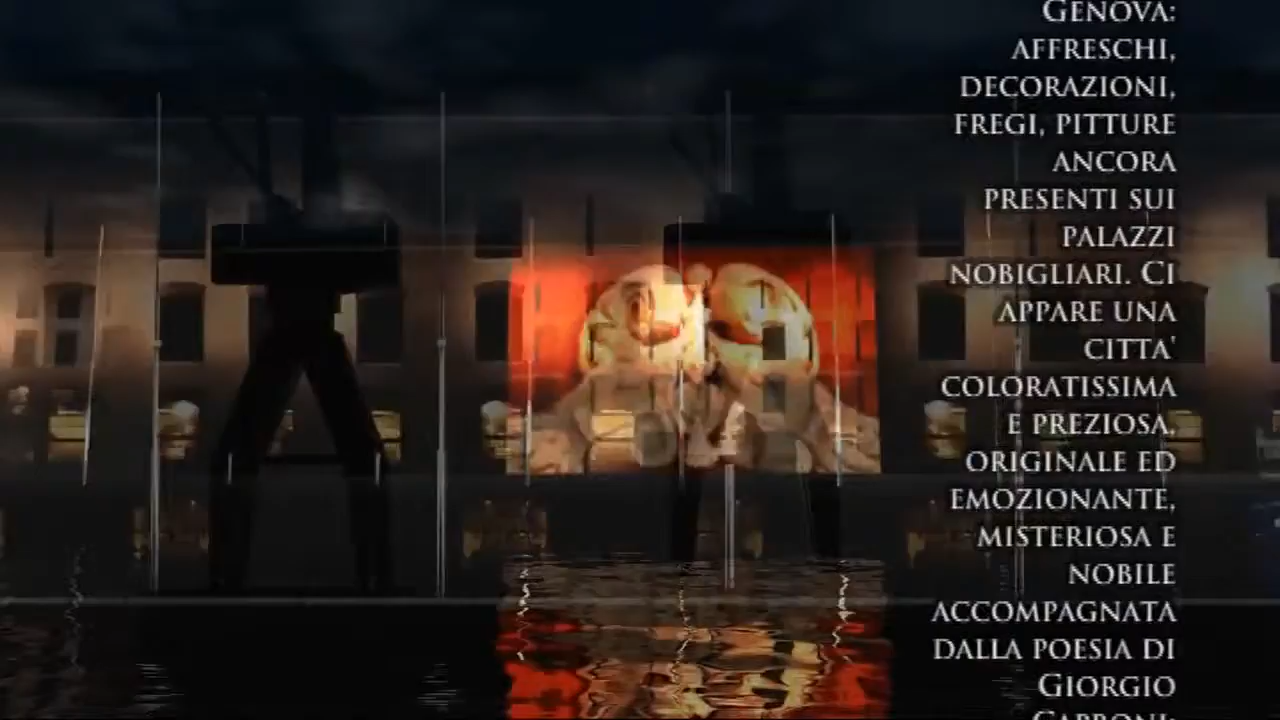 GENOVA:
AFFRESCHI,
DECORAZIONI,
FREGI, PITTURE
ANCORA
PRESENTI SUI
PALAZZI
NOBIGLIARI. CI
APPARE UNA
CITTA'
COLORATISSIMA
E PREZIOSA,
ORIGINALE ED
EMOZIONANTE,
MISTERIOSA E
NOBILE
ACCOMPAGNATA
DALLA POESIA DI
GIORGIO
CAPRONI: